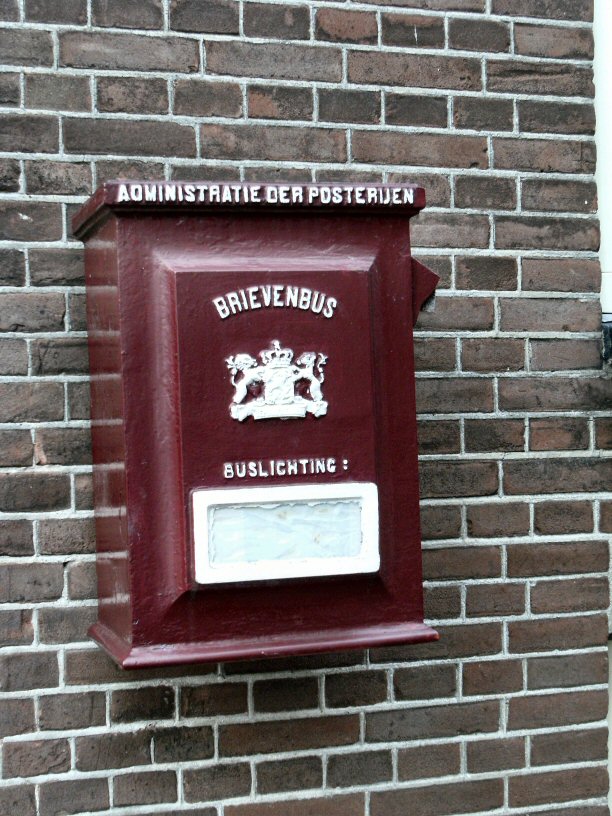 ADMINISTRATIE DER POSTERIJEN
BRIEVENBUS
BUSLICHTING :